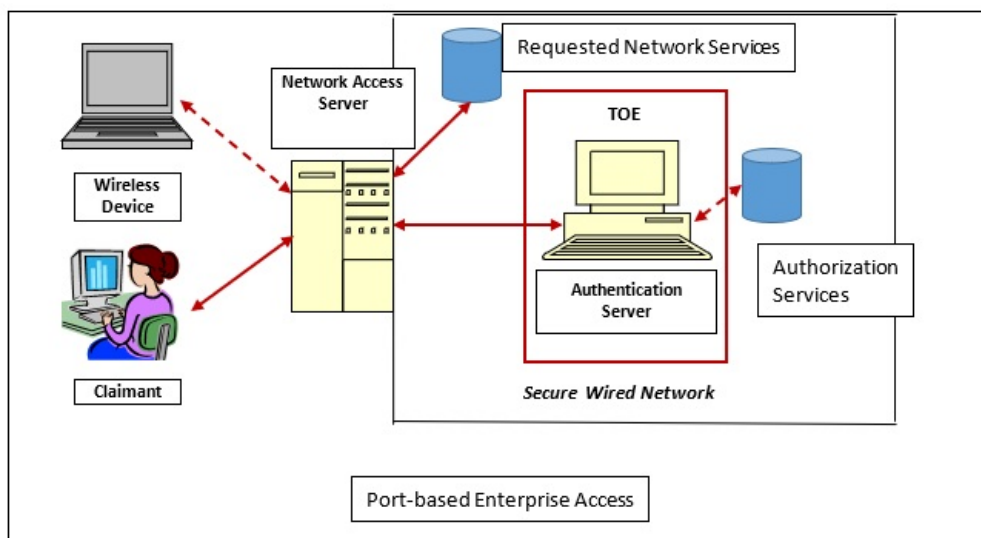 Requested Network Services
Network Access
Server
TOE
Wireless
Device
Authorization
Services
Authentication
Server
Claimant
Secure Wired Network
Port-based Enterprise Access